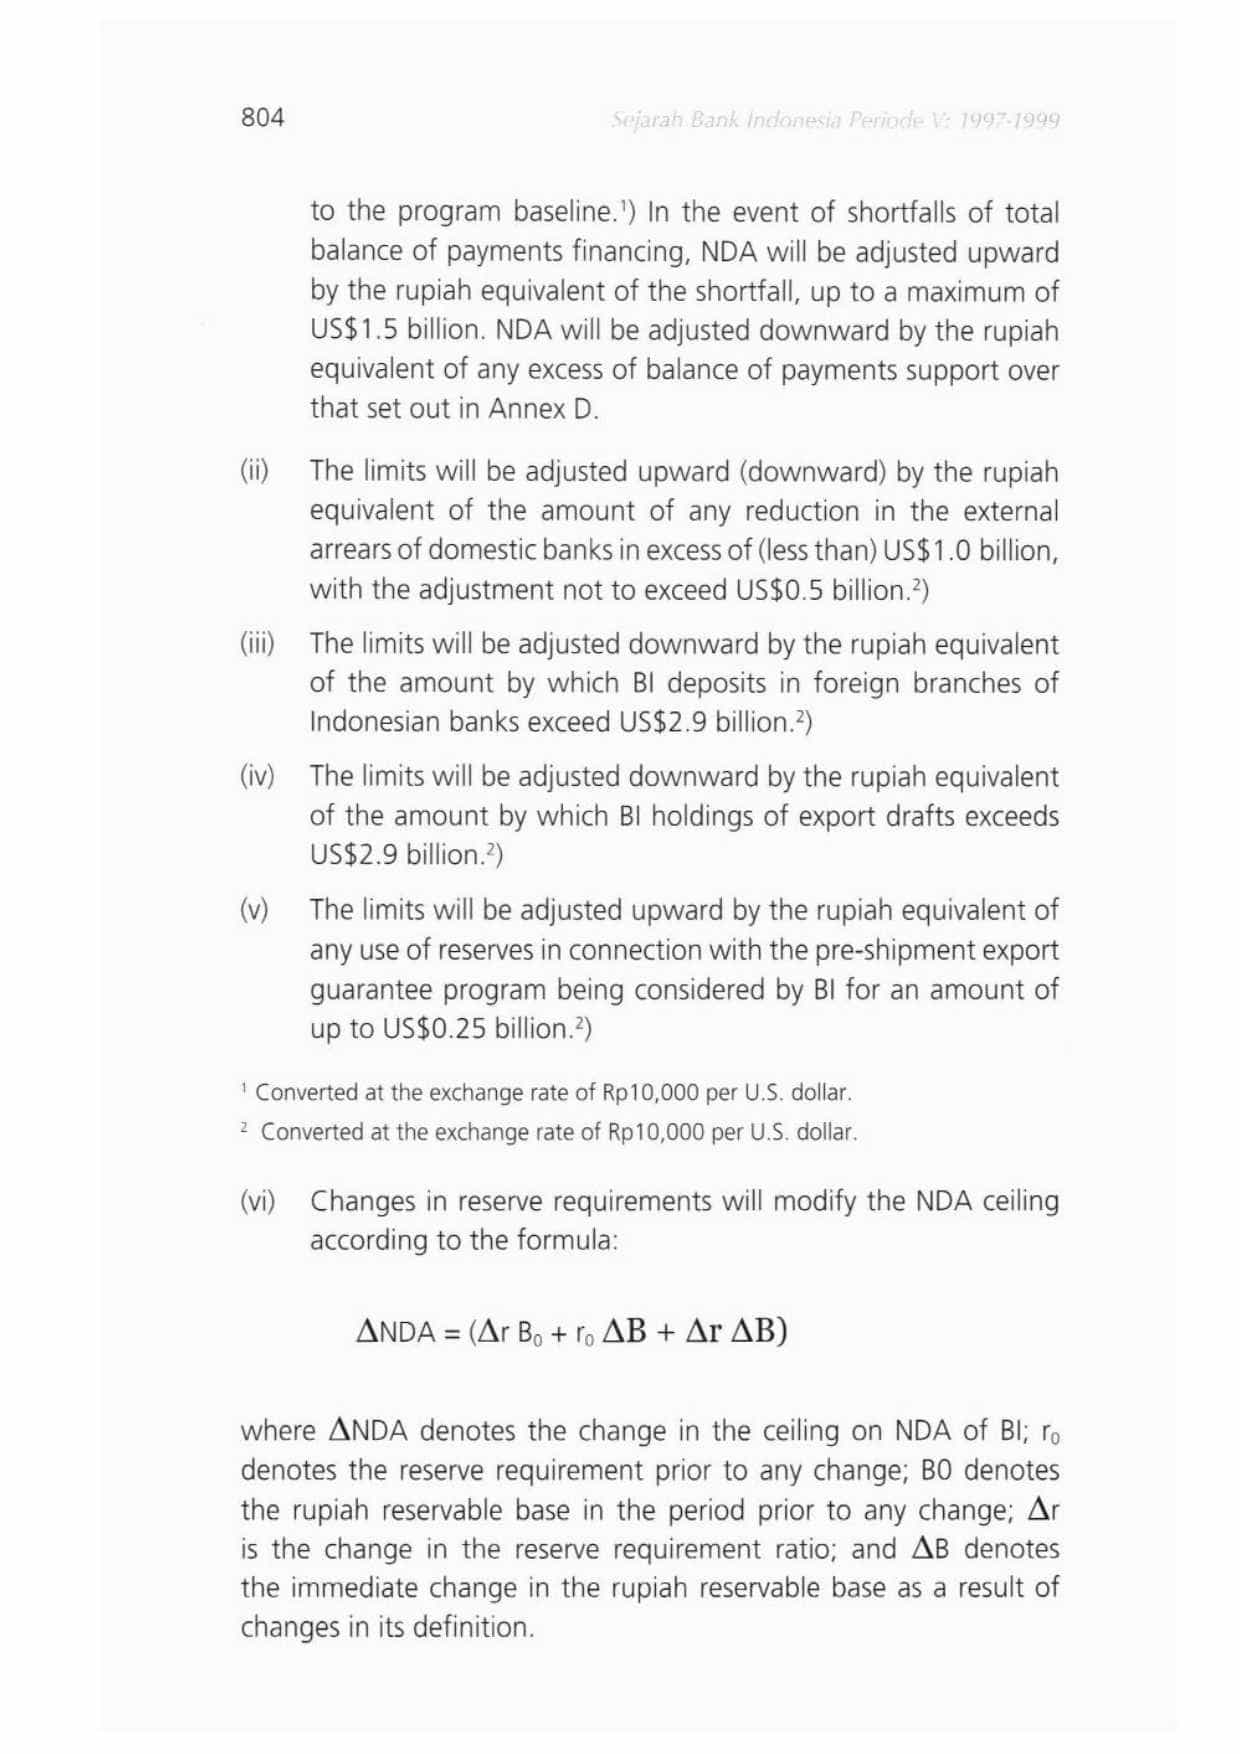 804 Sejarah Bank Indonesia Periode V: 1997-1999
to the program baseline.¹) In the event of shortfalls of total
balance of payments financing, NDA will be adjusted upward
by the rupiah equivalent of the shortfall, up to a maximum of
US$1.5 billion. NDA will be adjusted downward by the rupiah
equivalent of any excess of balance of payments support over
that set out in Annex D.
(ii) The limits will be adjusted upward (downward) by the rupiah
equivalent of the amount of any reduction in the external
arrears of domestic banks in excess of (less than) US$1.0 billion,
with the adjustment not to exceed US$0.5 billion.²)
(iii) The limits will be adjusted downward by the rupiah equivalent
of the amount by which BI deposits in foreign branches of
Indonesian banks exceed US$2.9 billion.²)
(iv) The limits will be adjusted downward by the rupiah equivalent
of the amount by which BI holdings of export drafts exceeds
US$2.9 billion.²)
(v) The limits will be adjusted upward by the rupiah equivalent of
any use of reserves in connection with the pre-shipment export
guarantee program being considered by BI for an amount of
up to US$0.25 billion.²)
¹ Converted at the exchange rate of Rp10,000 per U.S. dollar.
² Converted at the exchange rate of Rp10,000 per U.S. dollar.
(vi) Changes in reserve requirements will modify the NDA ceiling
according to the formula:
ΔNDA = (Δr B₀ + r₀ ΔB + Δr ΔB)
where ΔNDA denotes the change in the ceiling on NDA of BI; r₀
denotes the reserve requirement prior to any change; B0 denotes
the rupiah reservable base in the period prior to any change; Δr
is the change in the reserve requirement ratio; and ΔB denotes
the immediate change in the rupiah reservable base as a result of
changes in its definition.